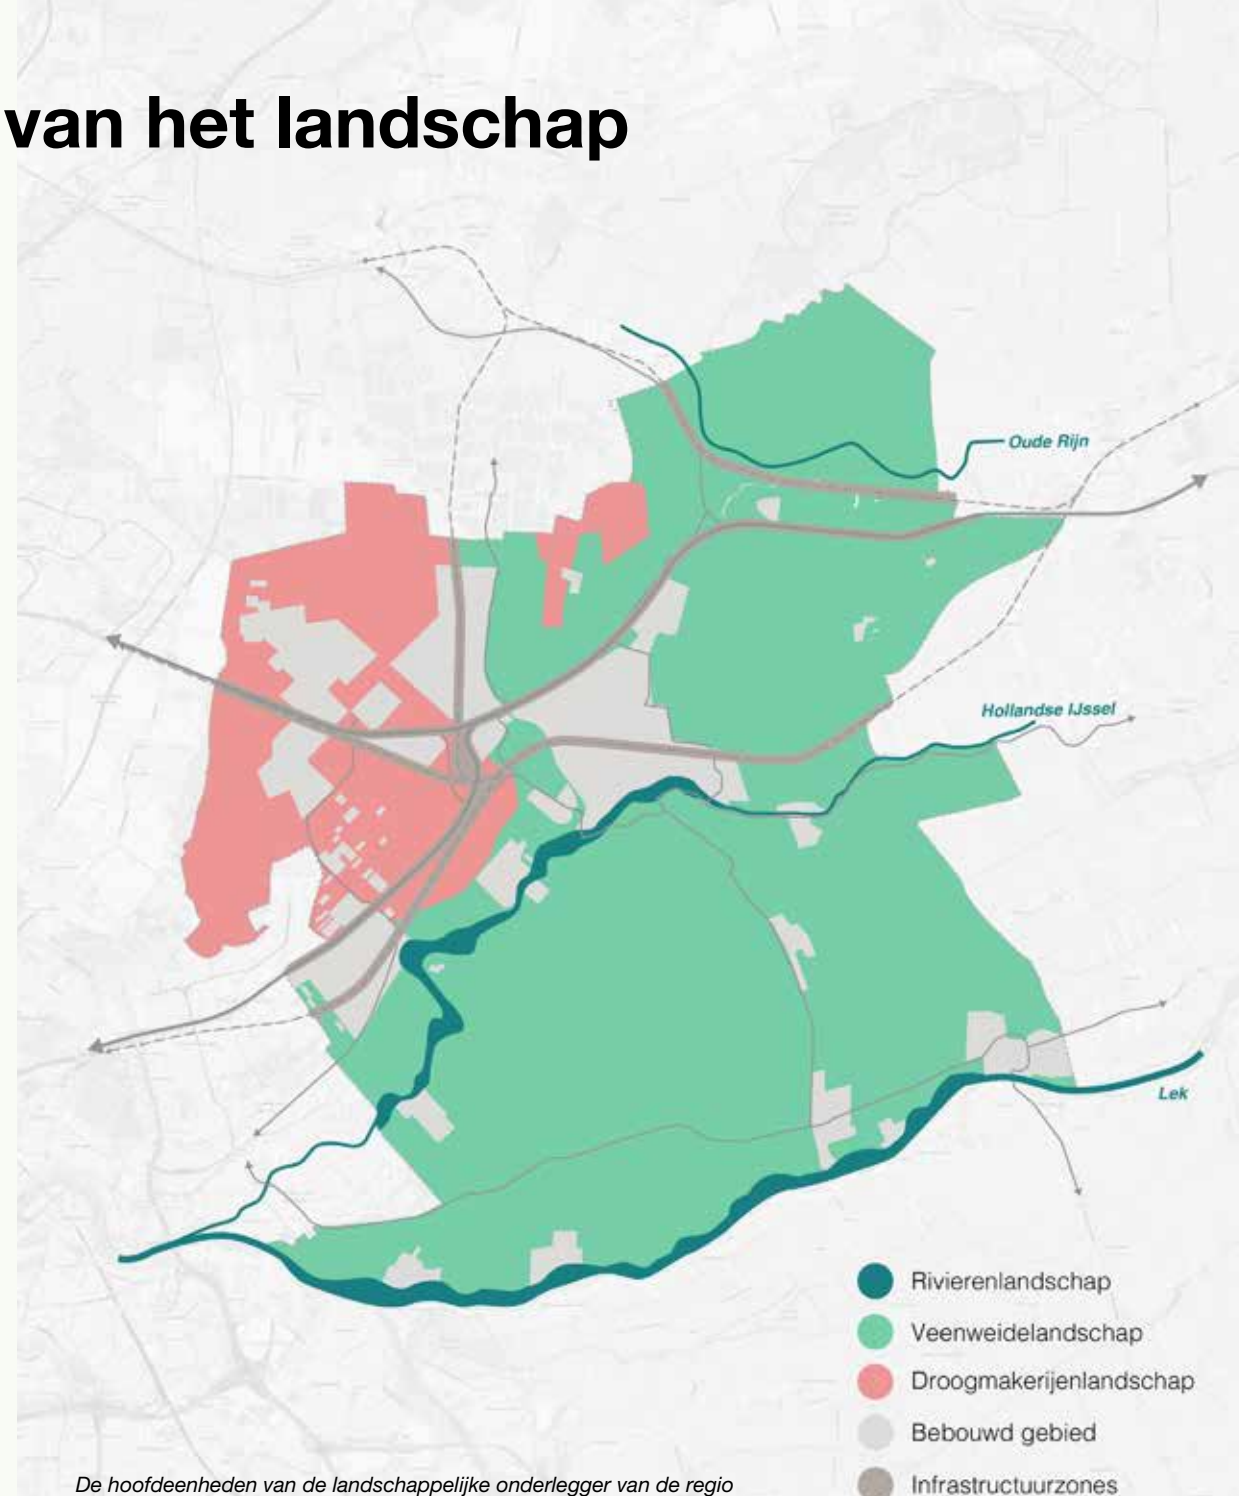 van het landschap
Oude Rijn
Hollandse IJssel
Lek
Rivierenlandschap
Veenweidelandschap
Droogmakerijenlandschap
Bebouwd gebied
Infrastructuurzones
De hoofdeenheden van de landschappelijke onderlegger van de regio